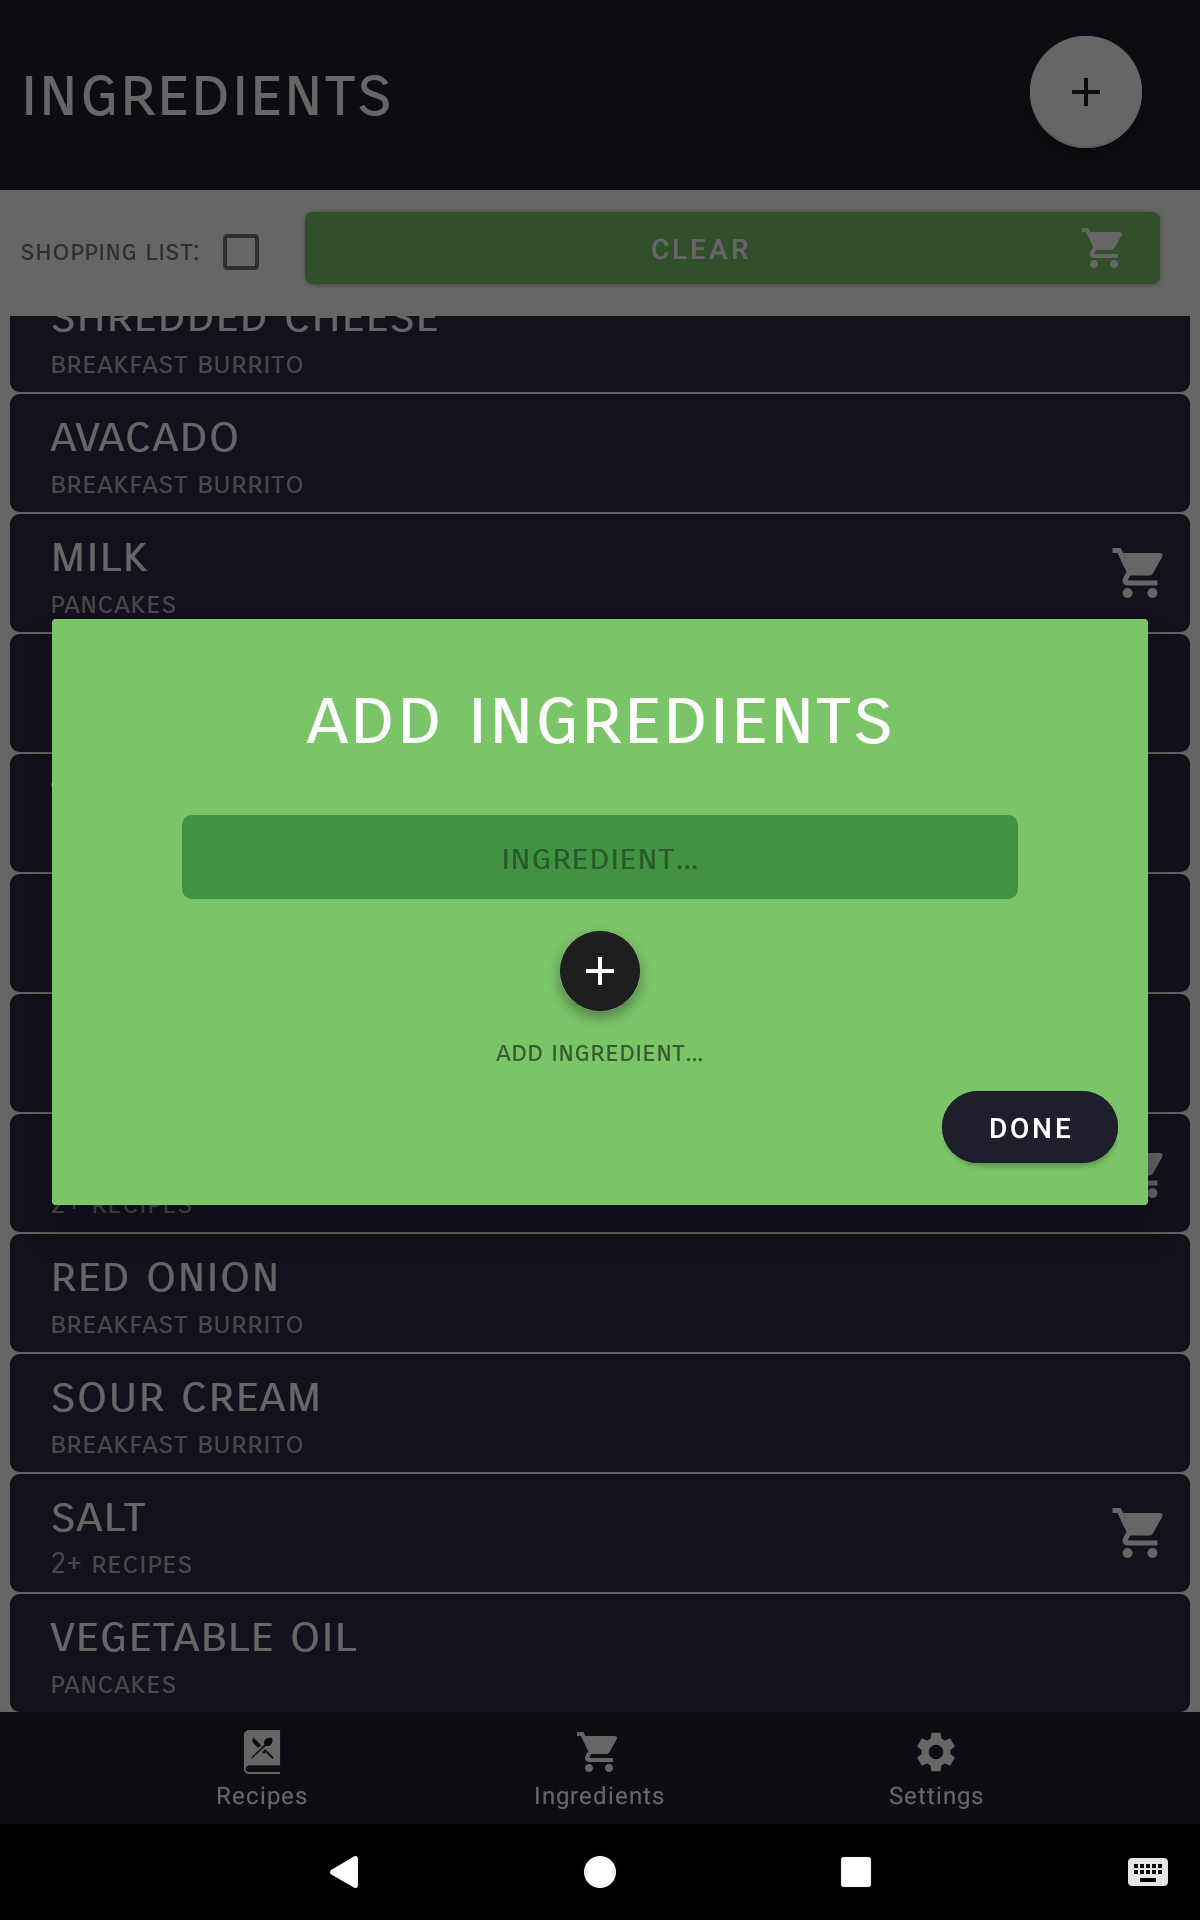 INGREDIENTS
SHOPPING LIST:
CLEAR
SHREDDED CHEESE
BREAKFAST BURRITO
AVACADO
BREAKFAST BURRITO
MILK
PANCAKES
ADD INGREDIENTS
INGREDIENT...
ADD INGREDIENT...
DONE
2+ RECIPES
RED ONION
BREAKFAST BURRITO
SOUR CREAM
BREAKFAST BURRITO
SALT
2+ RECIPES
VEGETABLE OIL
PANCAKES
Recipes
Ingredients
Settings